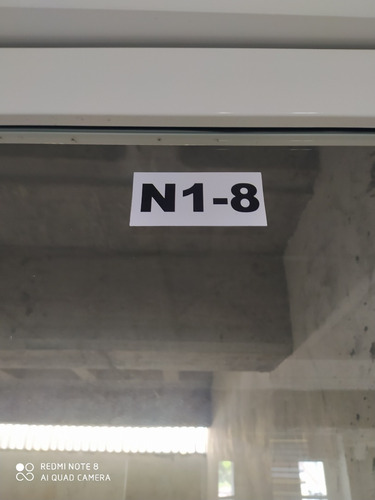 N1-8
REDMI NOTE 8
AI QUAD CAMERA